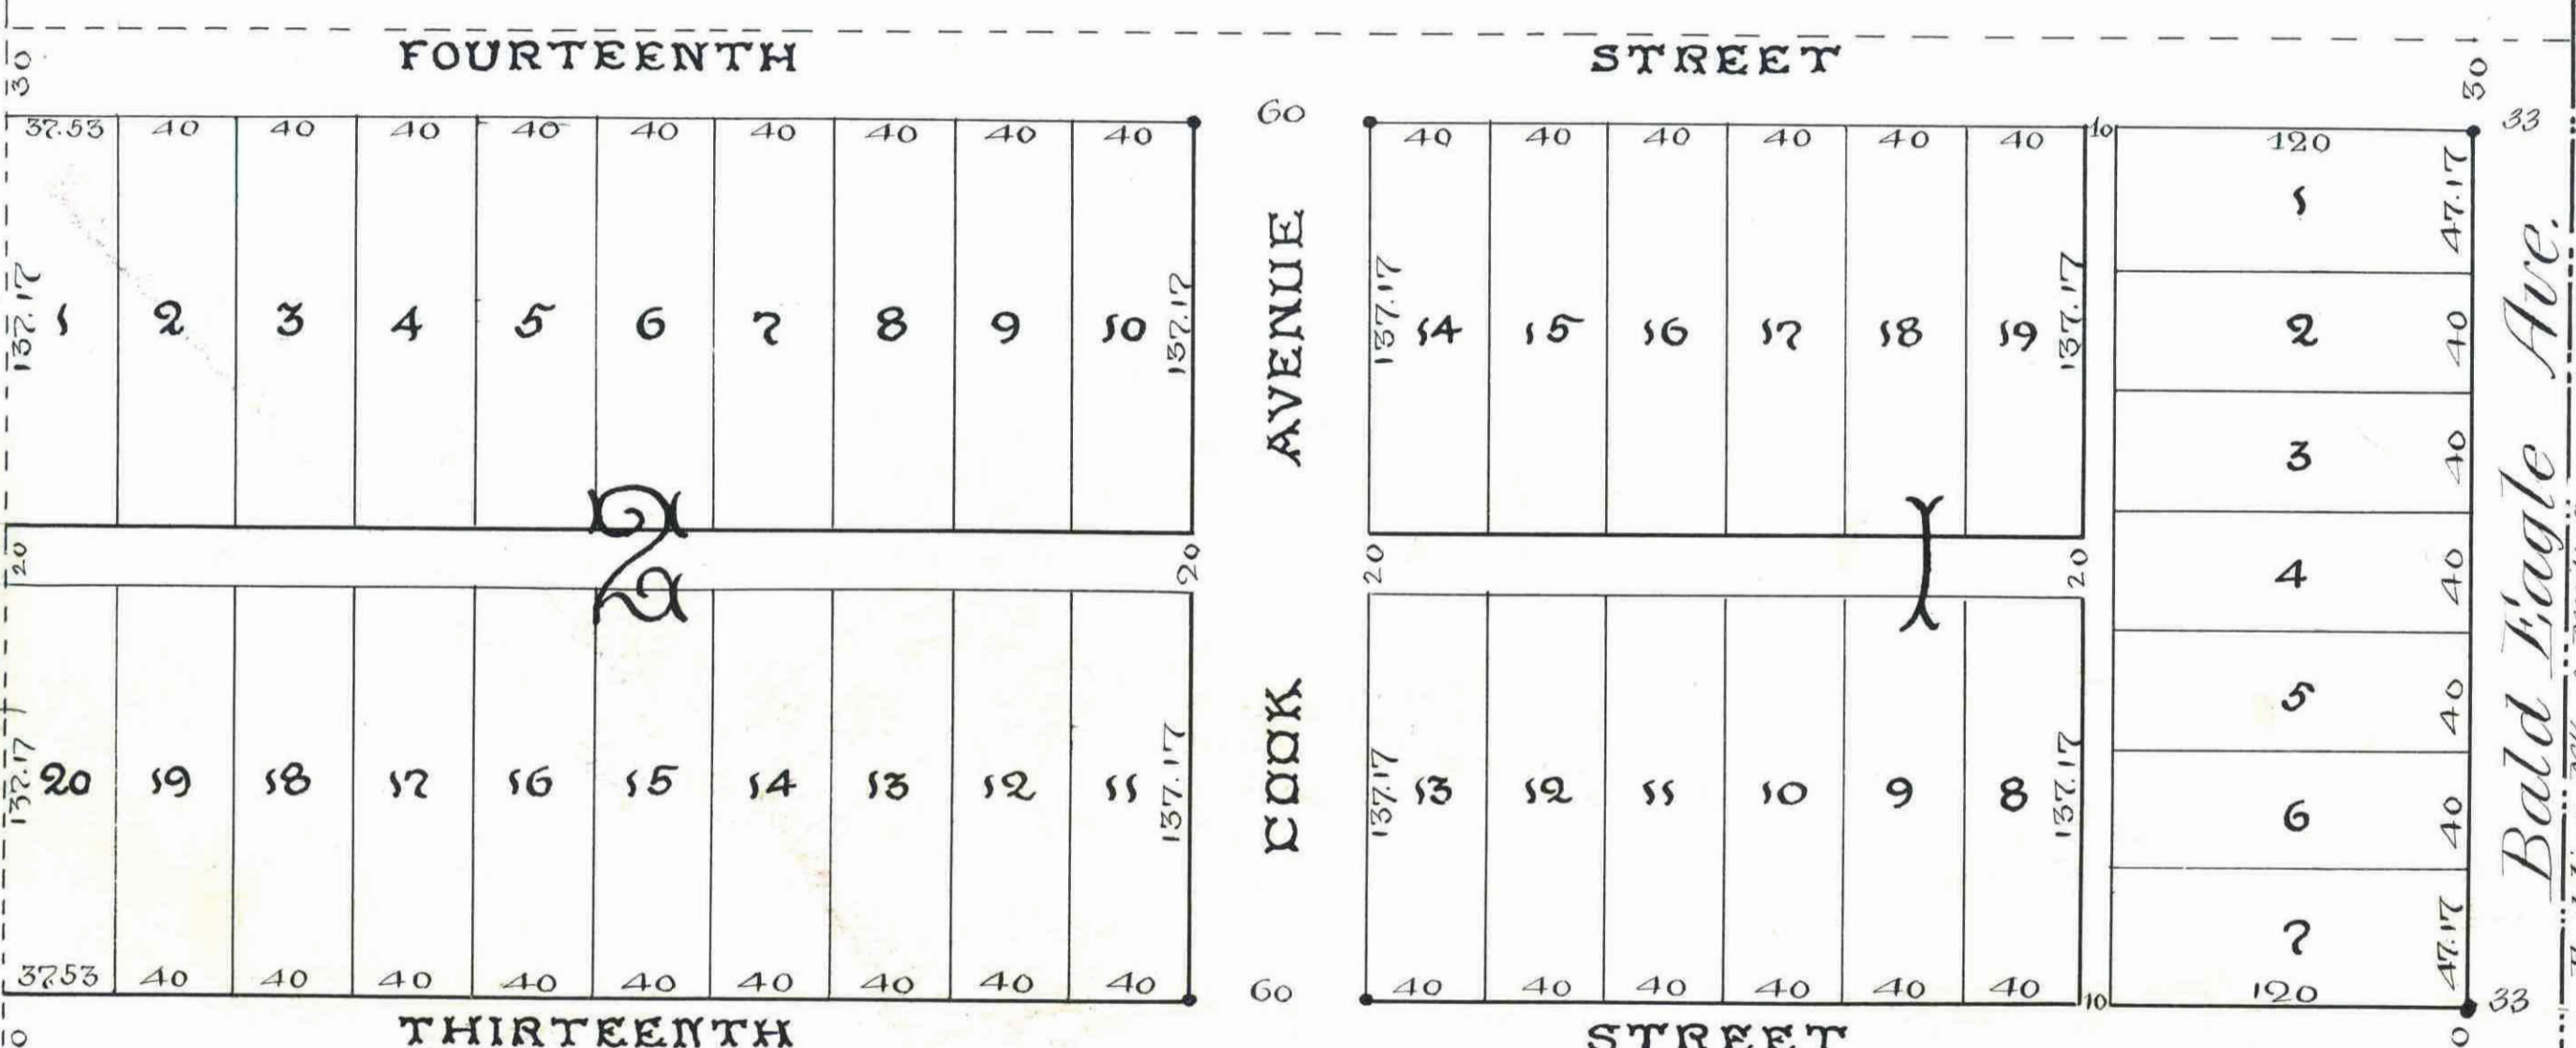 FOURTEENTH STREET
30 30
37.53 40 40 40 40 40 40 40 40 40 60 40 40 40 40 40 40 10 120 33
137.17 1 2 3 4 5 6 7 8 9 10 137.17
AVENUE
137.17 14 15 16 17 18 19 137.17
1 47.17
2 40
3 40
4 40
5 40
6 40
7 47.17
Bald Eagle Ave.
20 2 20 20 1 20
137.17 20 19 18 17 16 15 14 13 12 11 137.17
COOK
137.17 13 12 11 10 9 8 137.17
37.53 40 40 40 40 40 40 40 40 40 60 40 40 40 40 40 40 10 120 33
THIRTEENTH STREET